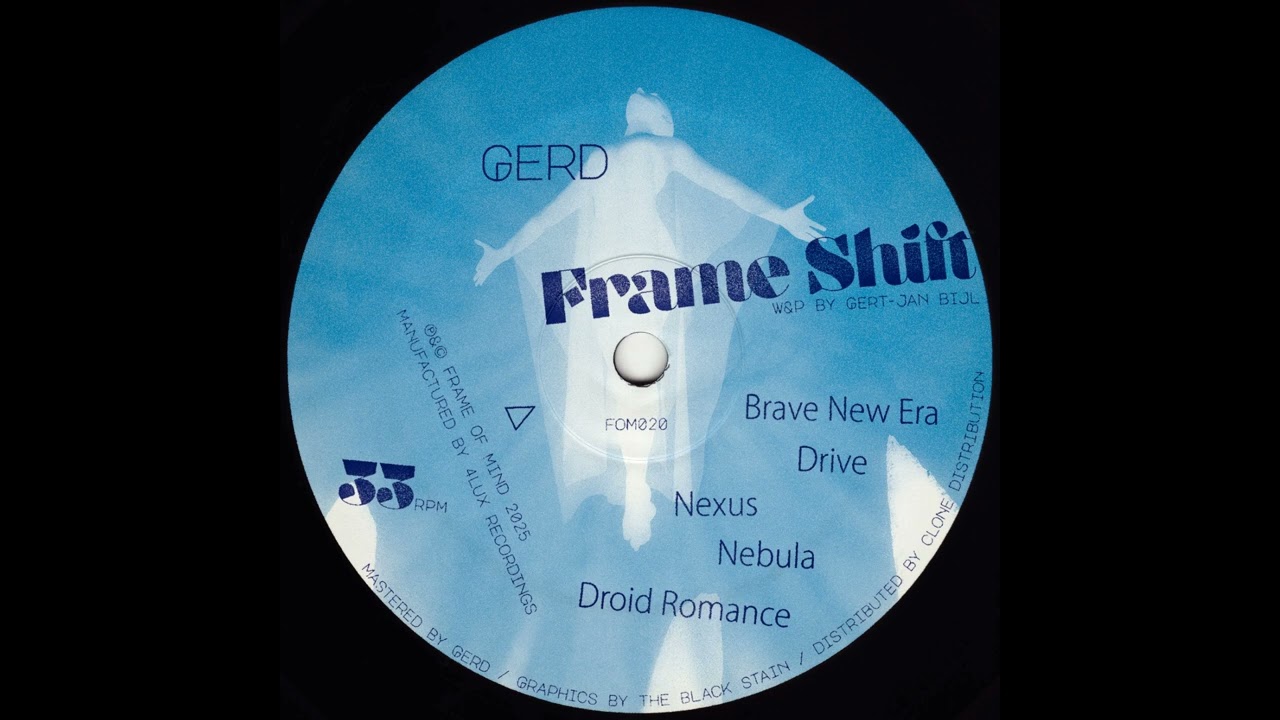 GERD
Frame Shift
W&P BY GERT-JAN BIJL
℗&© FRAME OF MIND 2025
MANUFACTURED BY 4LUX RECORDINGS
FOM020
33 RPM
Brave New Era
Drive
Nexus
Nebula
Droid Romance
MASTERED BY GERD / GRAPHICS BY THE BLACK STAIN / DISTRIBUTED BY CLONE DISTRIBUTION